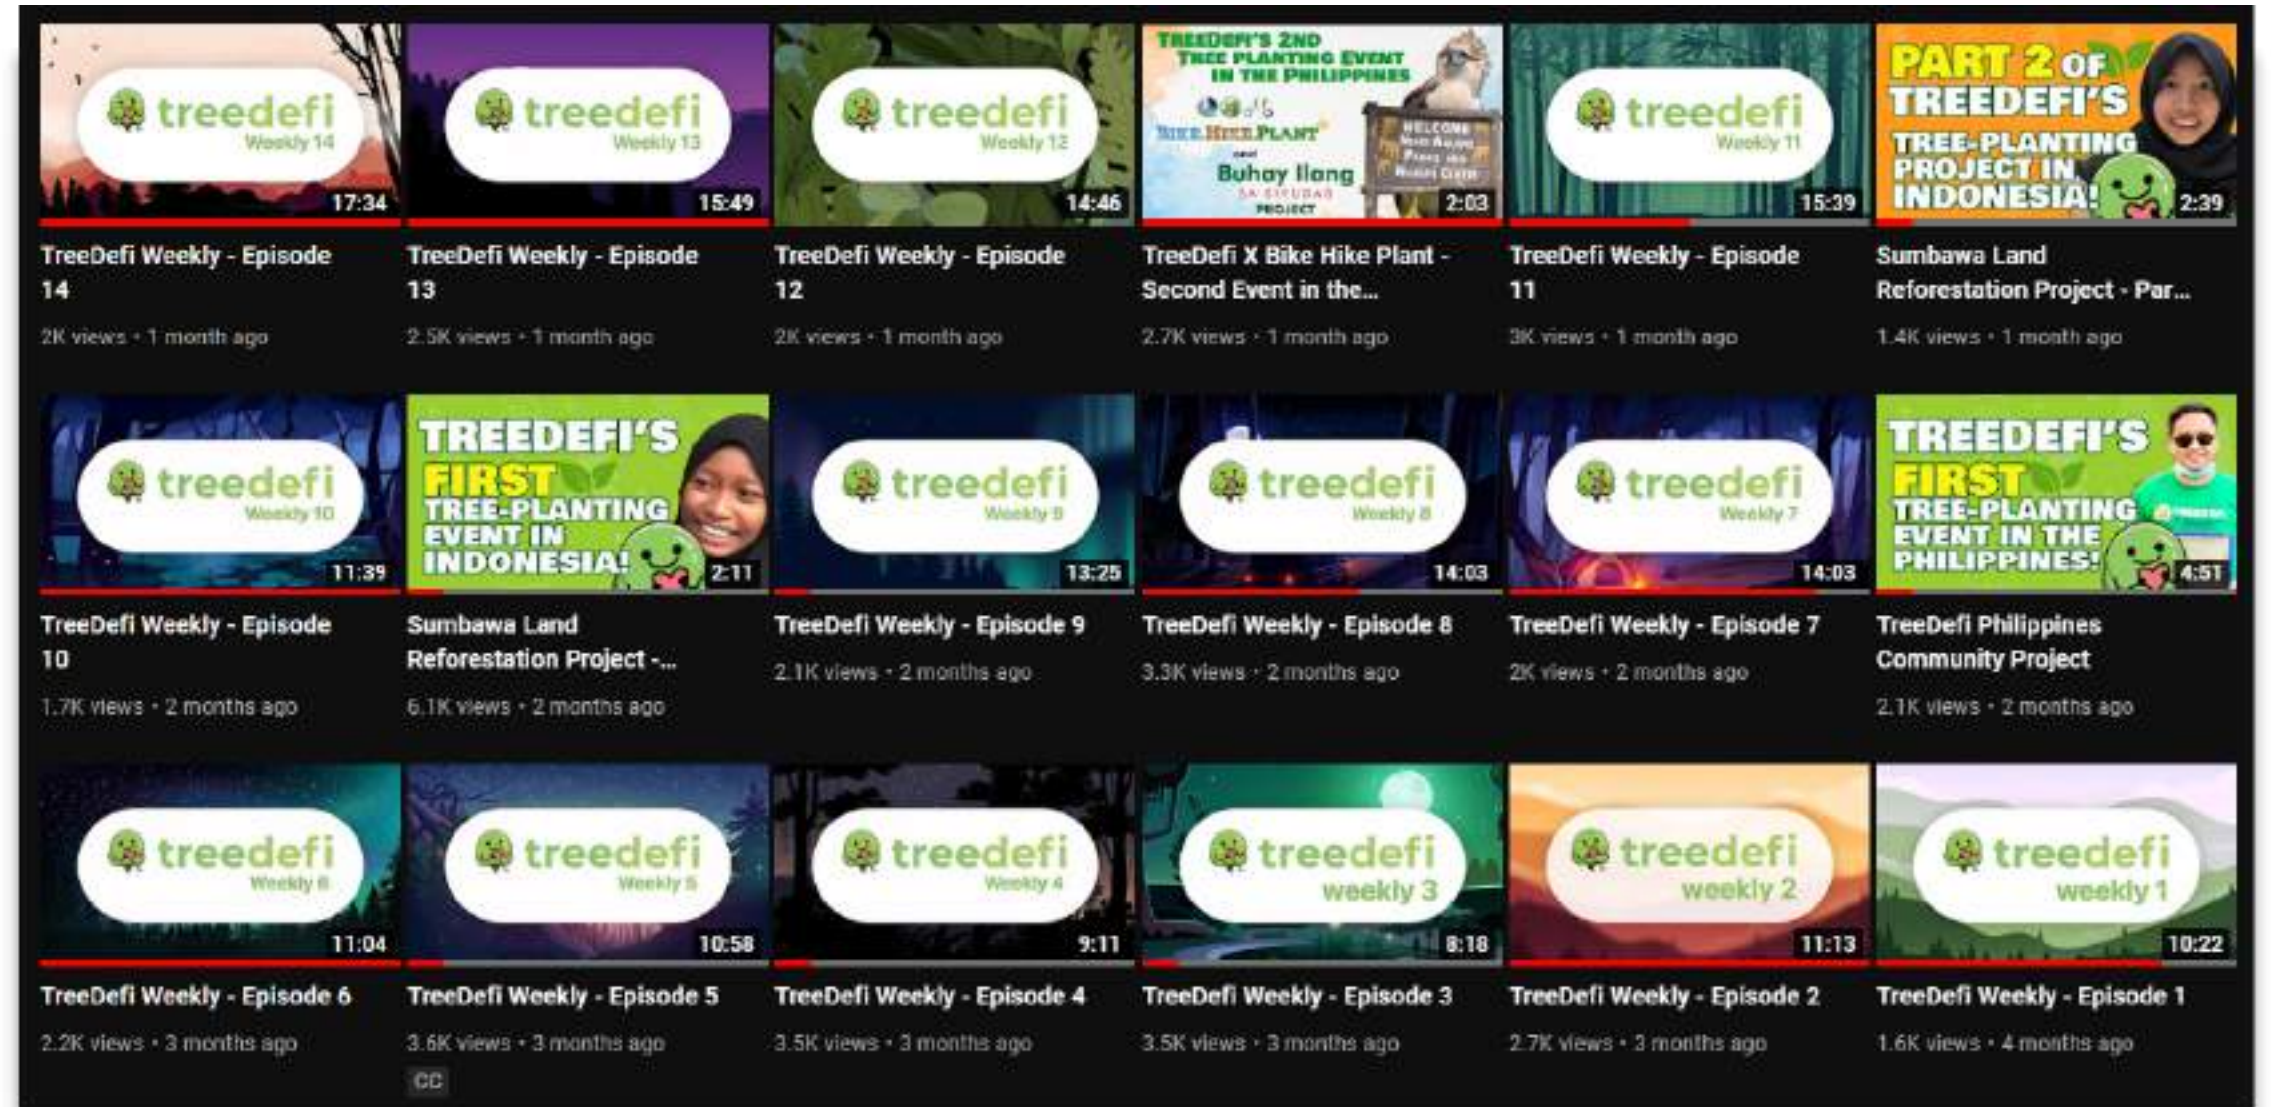 treedefi
Weekly 14
17:34
treedefi
Weekly 13
15:49
treedefi
Weekly 12
14:46
TREEDEFI'S 2ND
TREE PLANTING EVENT
IN THE PHILIPPINES
BIKE.HIKE.PLANT
and
Buhay Ilang
SA SIYUDAD
PROJECT
WELCOME
2:03
treedefi
Weekly 11
15:39
PART 2 OF
TREEDEFI'S
TREE-PLANTING
PROJECT IN
INDONESIA!
2:39
TreeDefi Weekly - Episode
14
2K views • 1 month ago
TreeDefi Weekly - Episode
13
2.5K views • 1 month ago
TreeDefi Weekly - Episode
12
2K views • 1 month ago
TreeDefi X Bike Hike Plant -
Second Event in the...
2.7K views • 1 month ago
TreeDefi Weekly - Episode
11
3K views • 1 month ago
Sumbawa Land
Reforestation Project - Par...
1.4K views • 1 month ago
treedefi
Weekly 10
11:39
TREEDEFI'S
FIRST
TREE-PLANTING
EVENT IN
INDONESIA!
2:11
treedefi
Weekly 9
13:25
treedefi
Weekly 8
14:03
treedefi
Weekly 7
14:03
TREEDEFI'S
FIRST
TREE-PLANTING
EVENT IN THE
PHILIPPINES!
4:51
TreeDefi Weekly - Episode
10
1.7K views • 2 months ago
Sumbawa Land
Reforestation Project -...
6.1K views • 2 months ago
TreeDefi Weekly - Episode 9
2.1K views • 2 months ago
TreeDefi Weekly - Episode 8
3.3K views • 2 months ago
TreeDefi Weekly - Episode 7
2K views • 2 months ago
TreeDefi Philippines
Community Project
2.1K views • 2 months ago
treedefi
Weekly 6
11:04
treedefi
Weekly 5
10:58
treedefi
Weekly 4
9:11
treedefi
weekly 3
8:18
treedefi
weekly 2
11:13
treedefi
weekly 1
10:22
TreeDefi Weekly - Episode 6
2.2K views • 3 months ago
TreeDefi Weekly - Episode 5
3.6K views • 3 months ago
CC
TreeDefi Weekly - Episode 4
3.5K views • 3 months ago
TreeDefi Weekly - Episode 3
3.5K views • 3 months ago
TreeDefi Weekly - Episode 2
2.7K views • 3 months ago
TreeDefi Weekly - Episode 1
1.6K views • 4 months ago